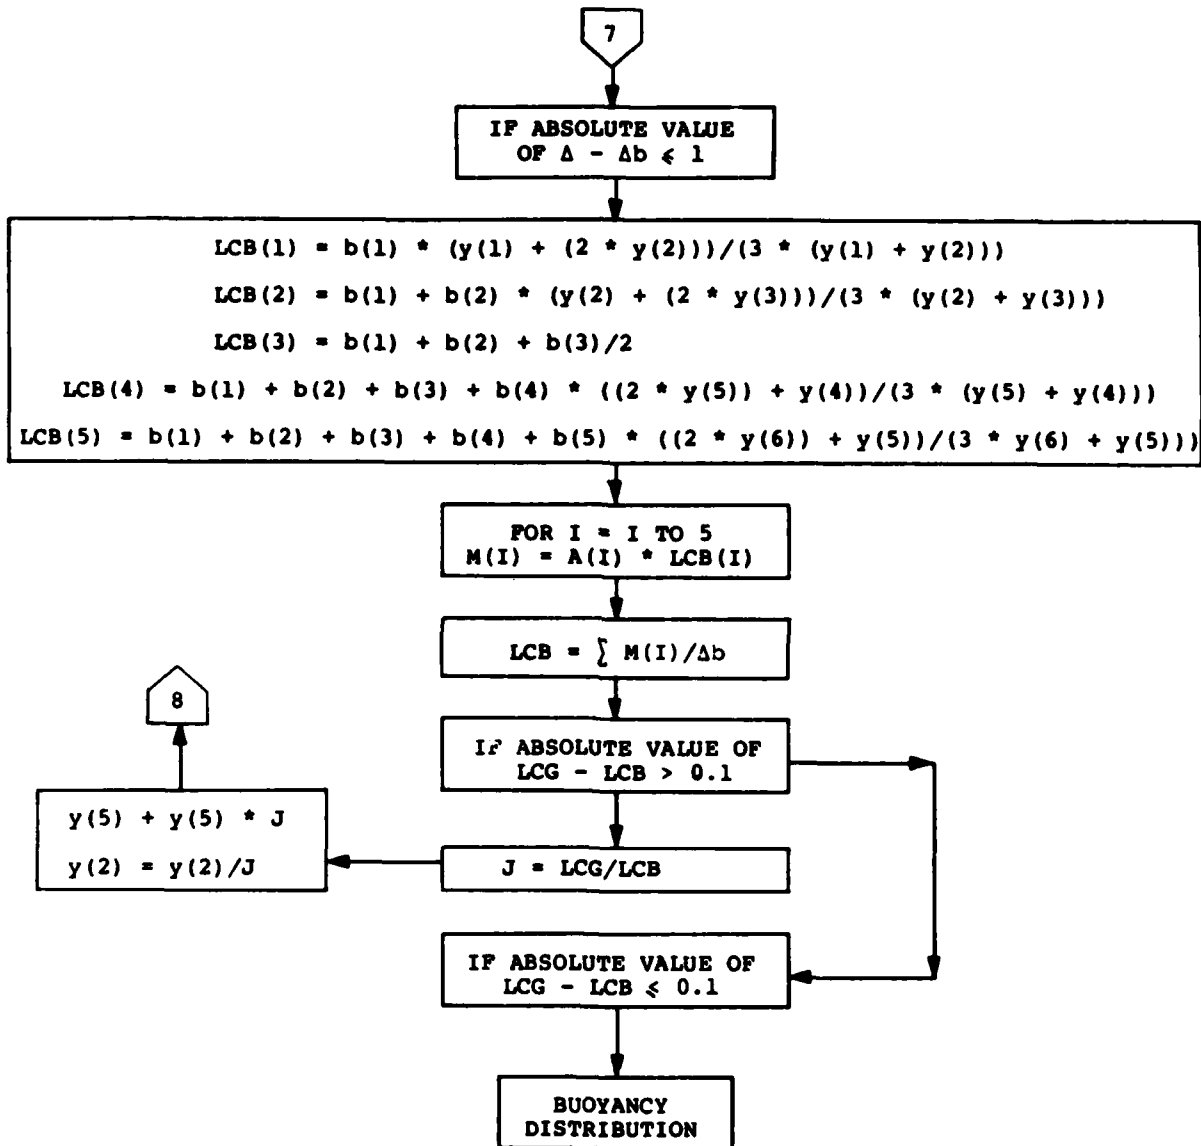 7
IF ABSOLUTE VALUE
OF Δ - Δb ⩽ 1
LCB(1) = b(1) * (y(1) + (2 * y(2)))/(3 * (y(1) + y(2)))
LCB(2) = b(1) + b(2) * (y(2) + (2 * y(3)))/(3 * (y(2) + y(3)))
LCB(3) = b(1) + b(2) + b(3)/2
LCB(4) = b(1) + b(2) + b(3) + b(4) * ((2 * y(5)) + y(4))/(3 * (y(5) + y(4)))
LCB(5) = b(1) + b(2) + b(3) + b(4) + b(5) * ((2 * y(6)) + y(5))/(3 * y(6) + y(5)))
FOR I = I TO 5
M(I) = A(I) * LCB(I)
LCB = ∑ M(I)/Δb
IF ABSOLUTE VALUE OF
LCG - LCB > 0.1
J = LCG/LCB
y(5) + y(5) * J
y(2) = y(2)/J
8
IF ABSOLUTE VALUE OF
LCG - LCB ⩽ 0.1
BUOYANCY
DISTRIBUTION